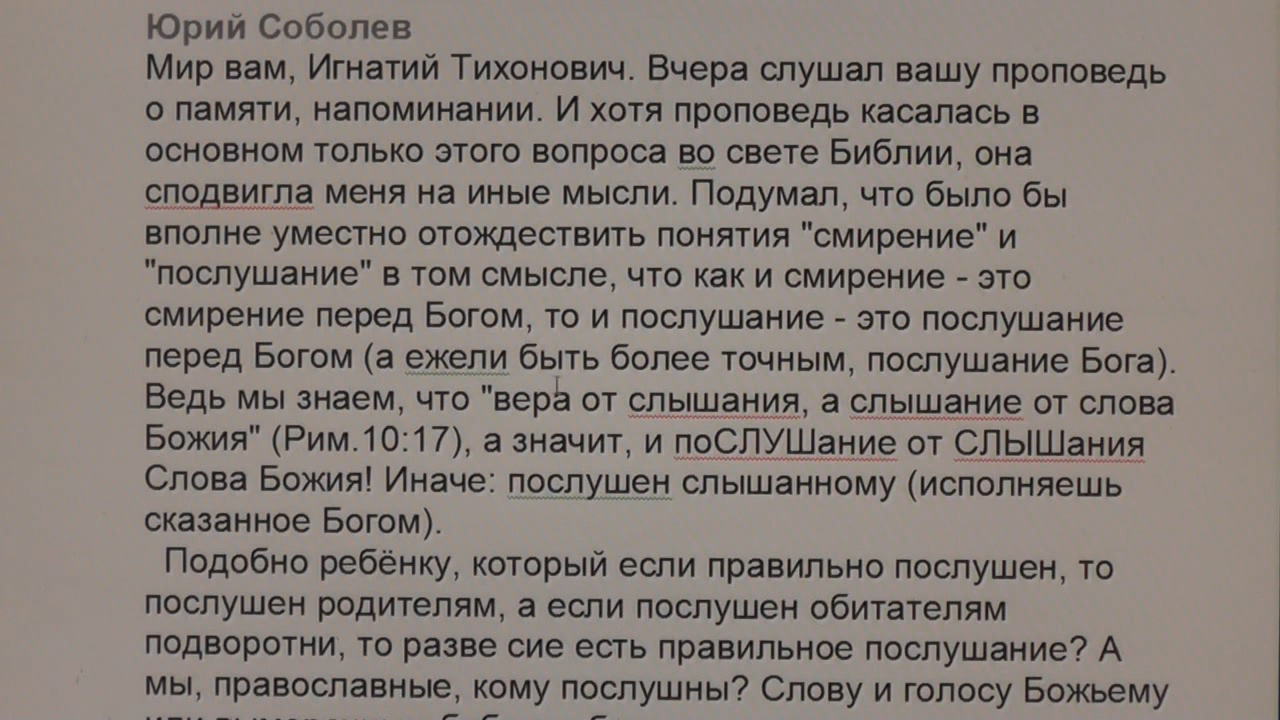 Юрий Соболев
Мир вам, Игнатий Тихонович. Вчера слушал вашу проповедь
о памяти, напоминании. И хотя проповедь касалась в
основном только этого вопроса во свете Библии, она
сподвигла меня на иные мысли. Подумал, что было бы
вполне уместно отождествить понятия "смирение" и
"послушание" в том смысле, что как и смирение - это
смирение перед Богом, то и послушание - это послушание
перед Богом (а ежели быть более точным, послушание Бога).
Ведь мы знаем, что "вера от слышания, а слышание от слова
Божия" (Рим.10:17), а значит, и поСЛУШание от СЛЫШания
Слова Божия! Иначе: послушен слышанному (исполняешь
сказанное Богом).
Подобно ребёнку, который если правильно послушен, то
послушен родителям, а если послушен обитателям
подворотни, то разве сие есть правильное послушание? А
мы, православные, кому послушны? Слову и голосу Божьему